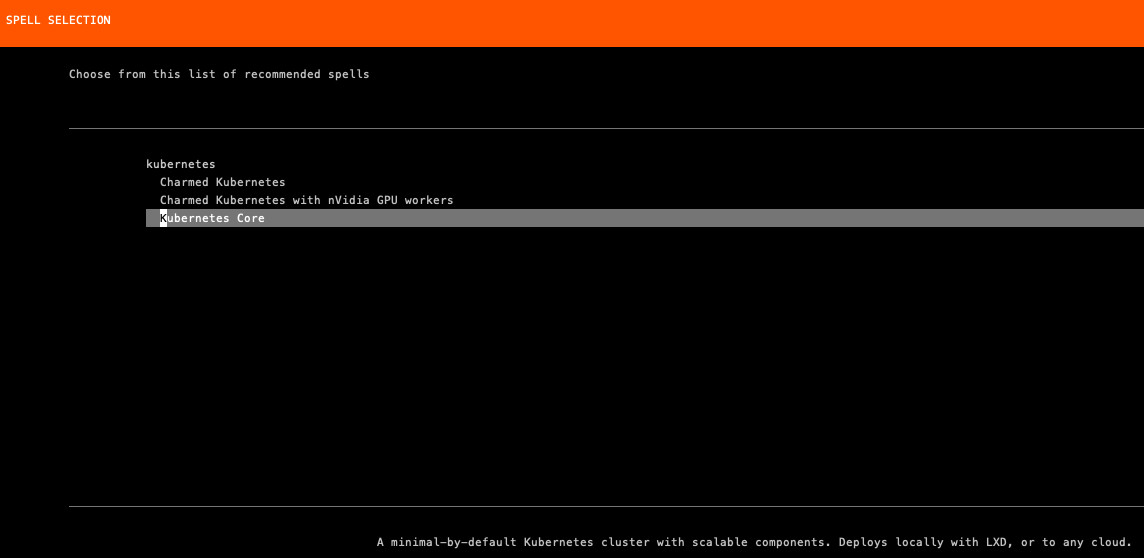 SPELL SELECTION
Choose from this list of recommended spells
kubernetes
Charmed Kubernetes
Charmed Kubernetes with nVidia GPU workers
Kubernetes Core
A minimal-by-default Kubernetes cluster with scalable components. Deploys locally with LXD, or to any cloud.